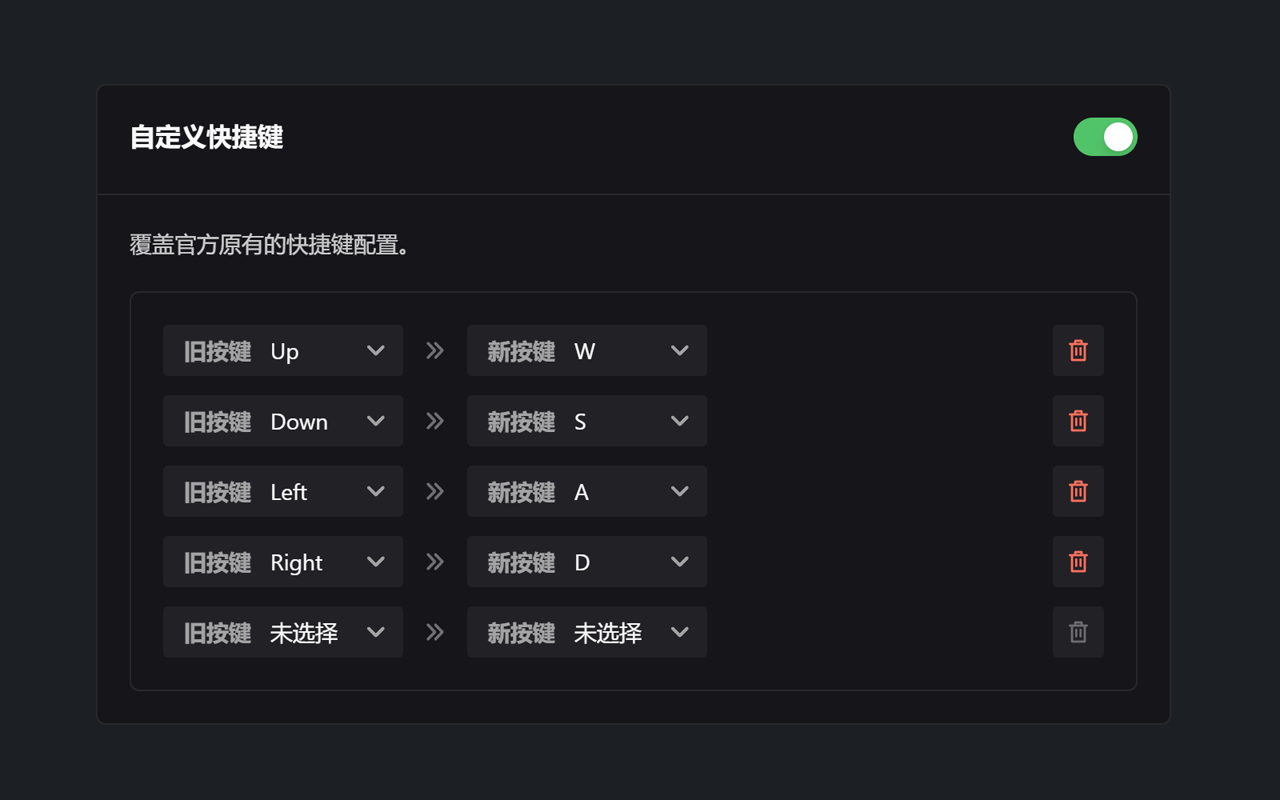 自定义快捷键
覆盖官方原有的快捷键配置。
旧按键 Up 新按键 W
旧按键 Down 新按键 S
旧按键 Left 新按键 A
旧按键 Right 新按键 D
旧按键 未选择 新按键 未选择